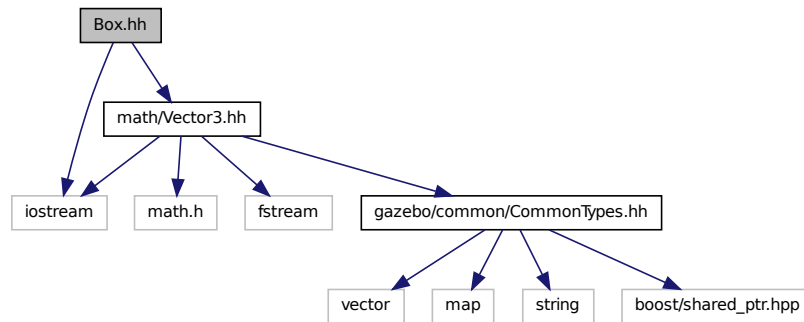 Box.hh
math/Vector3.hh
iostream
math.h
fstream
gazebo/common/CommonTypes.hh
vector
map
string
boost/shared_ptr.hpp